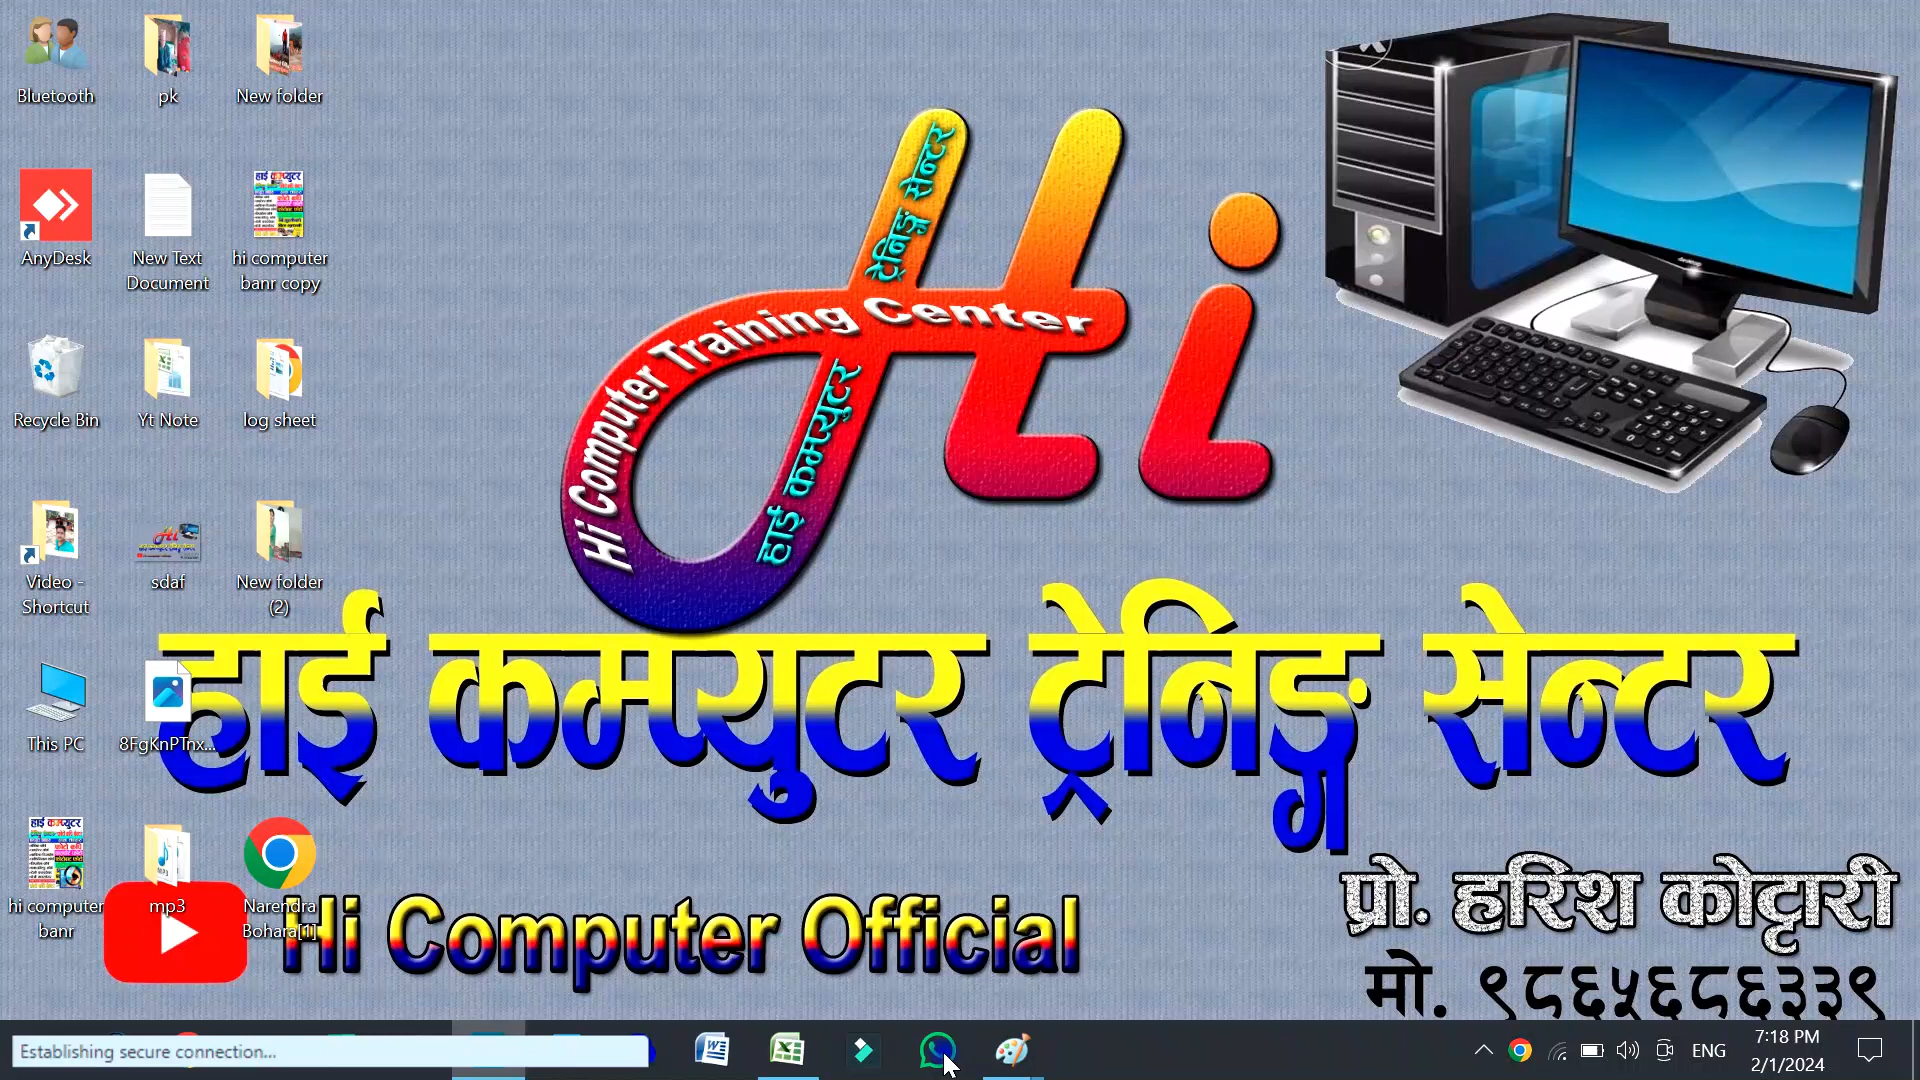 Bluetooth
pk
New folder
AnyDesk
New Text
Document
hi computer
banr copy
Recycle Bin
Yt Note
log sheet
Video -
Shortcut
sdaf
New folder
(2)
This PC
8FgKnPTnx...
hi computer
banr
mp3
Narendra
Bohara[1]
ट्रेनिङ्ग सेन्टर
Hi Computer Training Center
हाई कम्प्युटर
हाई कम्प्युटर ट्रेनिङ्ग सेन्टर
Hi Computer Official
प्रो. हरिश कोट्टारी
मो. ९८६५६८६३३९
Establishing secure connection...
ENG
7:18 PM
2/1/2024